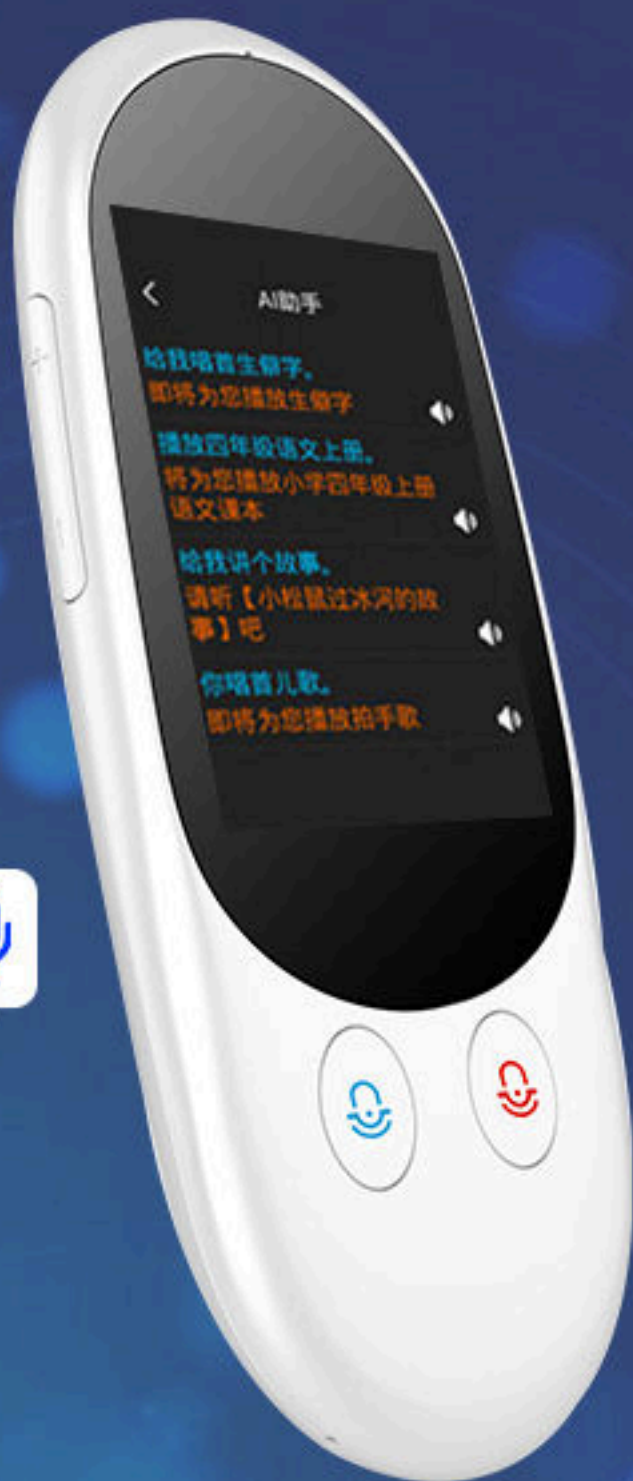 AI助手
给我唱首生僻字。
即将为您播放生僻字
播放四年级语文上册。
将为您播放小学四年级上册
语文课本
给我讲个故事。
请听【小松鼠过冰河的故
事】吧
你唱首儿歌。
即将为您播放拍手歌